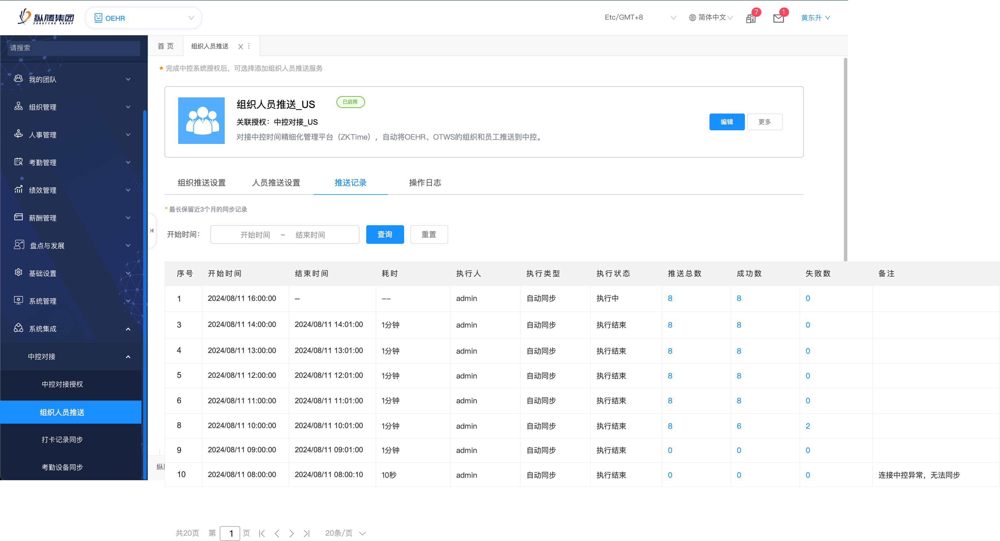 纵腾集团
ZONGTENG GROUP
OEHR
Etc/GMT+8
简体中文
7
1
黄东升
请搜索
我的团队
组织管理
人事管理
考勤管理
绩效管理
薪酬管理
盘点与发展
基础设置
系统管理
系统集成
中控对接
中控对接授权
组织人员推送
打卡记录同步
考勤设备同步
首 页
组织人员推送
* 完成中控系统授权后，可选择添加组织人员推送服务
组织人员推送_US
已启用
关联授权：中控对接_US
对接中控时间精细化管理平台（ZKTime），自动将OEHR、OTWS的组织和员工推送到中控。
编辑
更多
组织推送设置 人员推送设置 推送记录 操作日志
* 最长保留近3个月的同步记录
开始时间： 开始时间 ~ 结束时间 查询 重置
序号 开始时间 结束时间 耗时 执行人 执行类型 执行状态 推送总数 成功数 失败数 备注
1 2024/08/11 16:00:00 -- -- admin 自动同步 执行中 8 8 0
3 2024/08/11 14:00:00 2024/08/11 14:01:00 1分钟 admin 自动同步 执行结束 8 8 0
4 2024/08/11 13:00:00 2024/08/11 13:01:00 1分钟 admin 自动同步 执行结束 8 8 0
5 2024/08/11 12:00:00 2024/08/11 12:01:00 1分钟 admin 自动同步 执行结束 8 8 0
6 2024/08/11 11:00:00 2024/08/11 11:01:00 1分钟 admin 自动同步 执行结束 8 8 0
8 2024/08/11 10:00:00 2024/08/11 10:01:00 1分钟 admin 自动同步 执行结束 8 6 2
9 2024/08/11 09:00:00 2024/08/11 09:01:00 1分钟 admin 自动同步 执行结束 0 0 0
10 2024/08/11 08:00:00 2024/08/11 08:00:10 10秒 admin 自动同步 执行结束 0 0 0 连接中控异常，无法同步
纵
共20页 第 1 页 20条/页